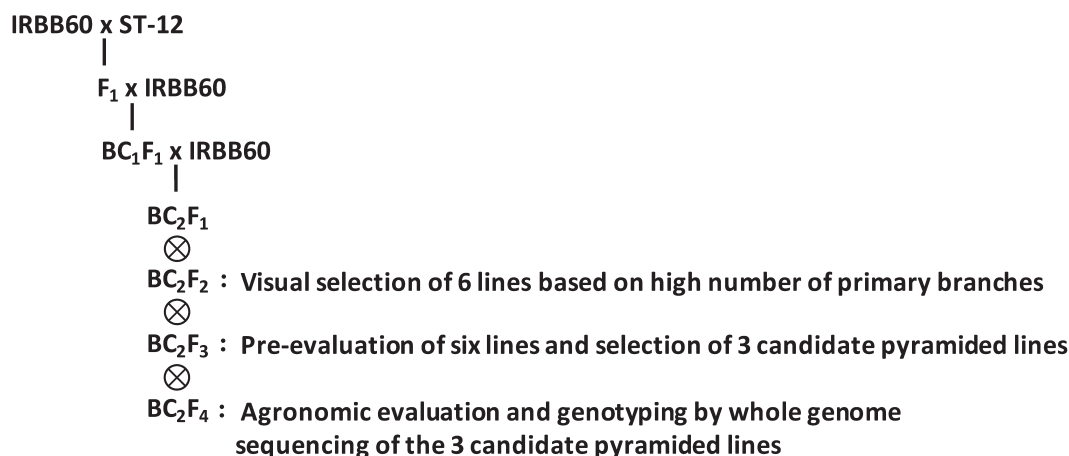 IRBB60 x ST-12
F₁ x IRBB60
BC₁F₁ x IRBB60
BC₂F₁
BC₂F₂ : Visual selection of 6 lines based on high number of primary branches
BC₂F₃ : Pre-evaluation of six lines and selection of 3 candidate pyramided lines
BC₂F₄ : Agronomic evaluation and genotyping by whole genome
sequencing of the 3 candidate pyramided lines